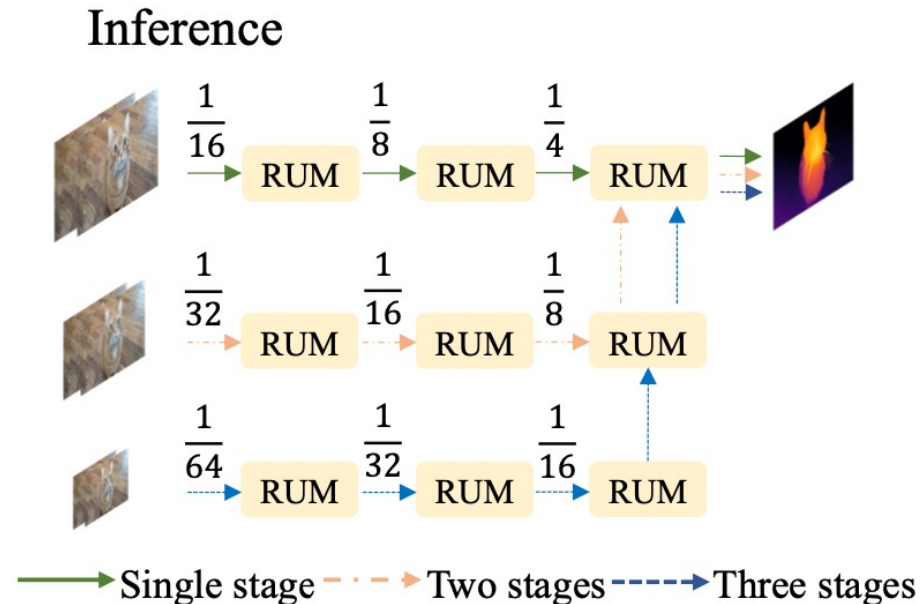 Inference
1/16 RUM 1/8 RUM 1/4 RUM
1/32 RUM 1/16 RUM 1/8 RUM
1/64 RUM 1/32 RUM 1/16 RUM
Single stage Two stages Three stages